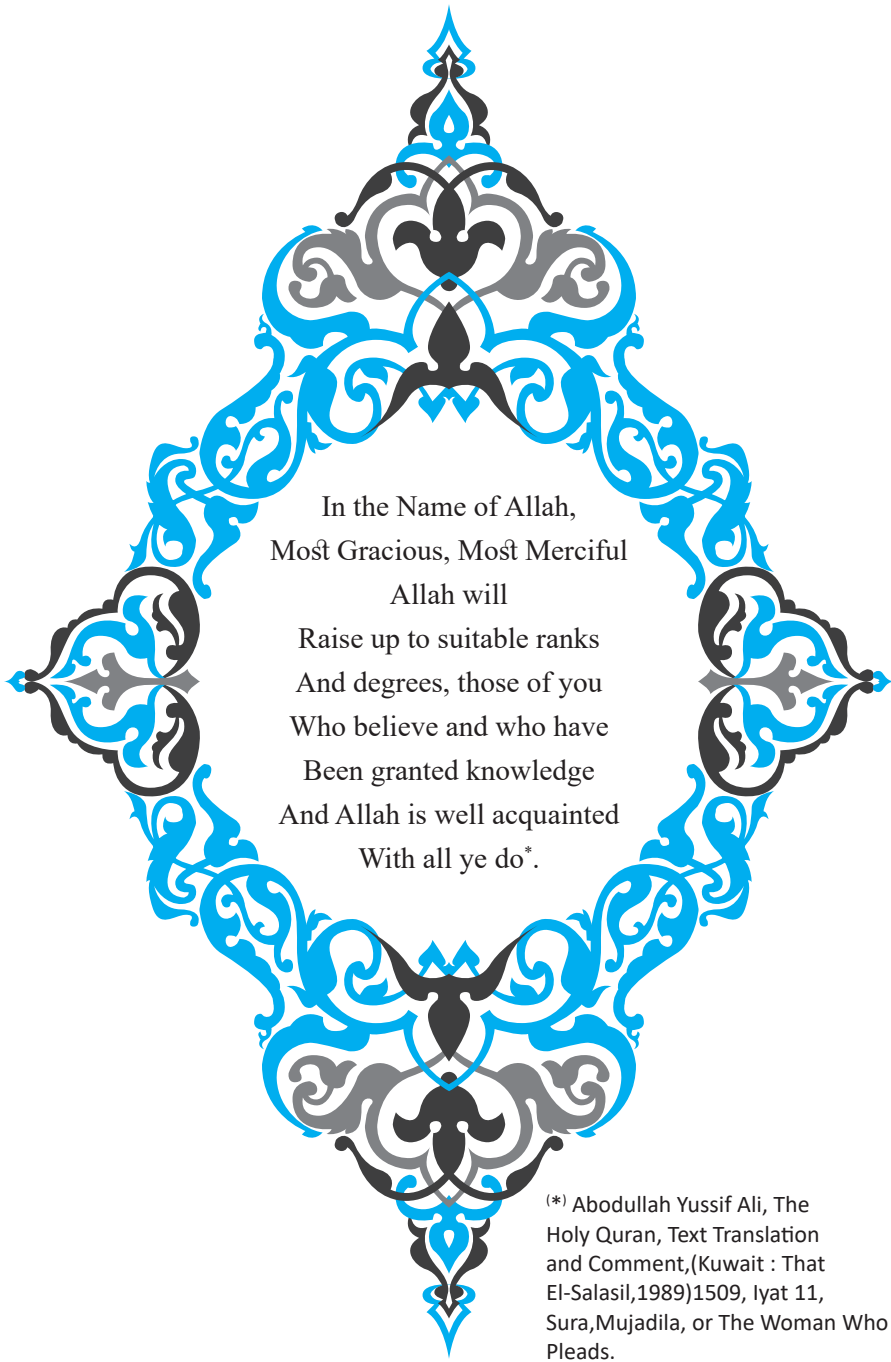 In the Name of Allah,
Most Gracious, Most Merciful
Allah will
Raise up to suitable ranks
And degrees, those of you
Who believe and who have
Been granted knowledge
And Allah is well acquainted
With all ye do*.
(*) Abodullah Yussif Ali, The
Holy Quran, Text Translation
and Comment,(Kuwait : That
El-Salasil,1989)1509, Iyat 11,
Sura,Mujadila, or The Woman Who
Pleads.